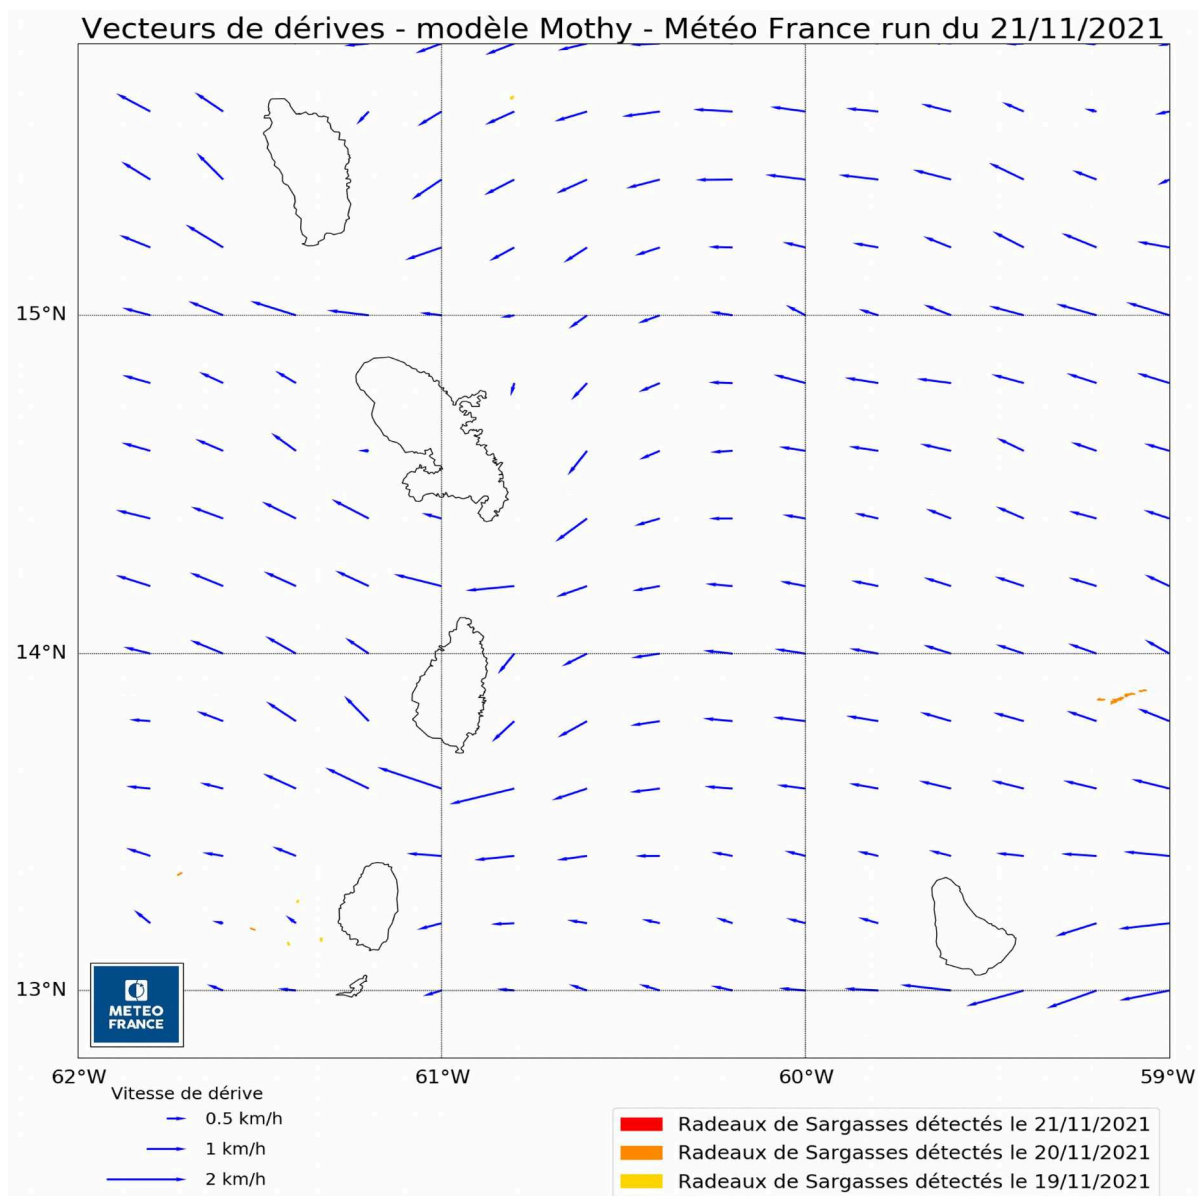 Vecteurs de dérives - modèle Mothy - Météo France run du 21/11/2021
15°N
14°N
13°N
METEO
FRANCE
62°W
61°W
60°W
59°W
Vitesse de dérive
0.5 km/h
1 km/h
2 km/h
Radeaux de Sargasses détectés le 21/11/2021
Radeaux de Sargasses détectés le 20/11/2021
Radeaux de Sargasses détectés le 19/11/2021